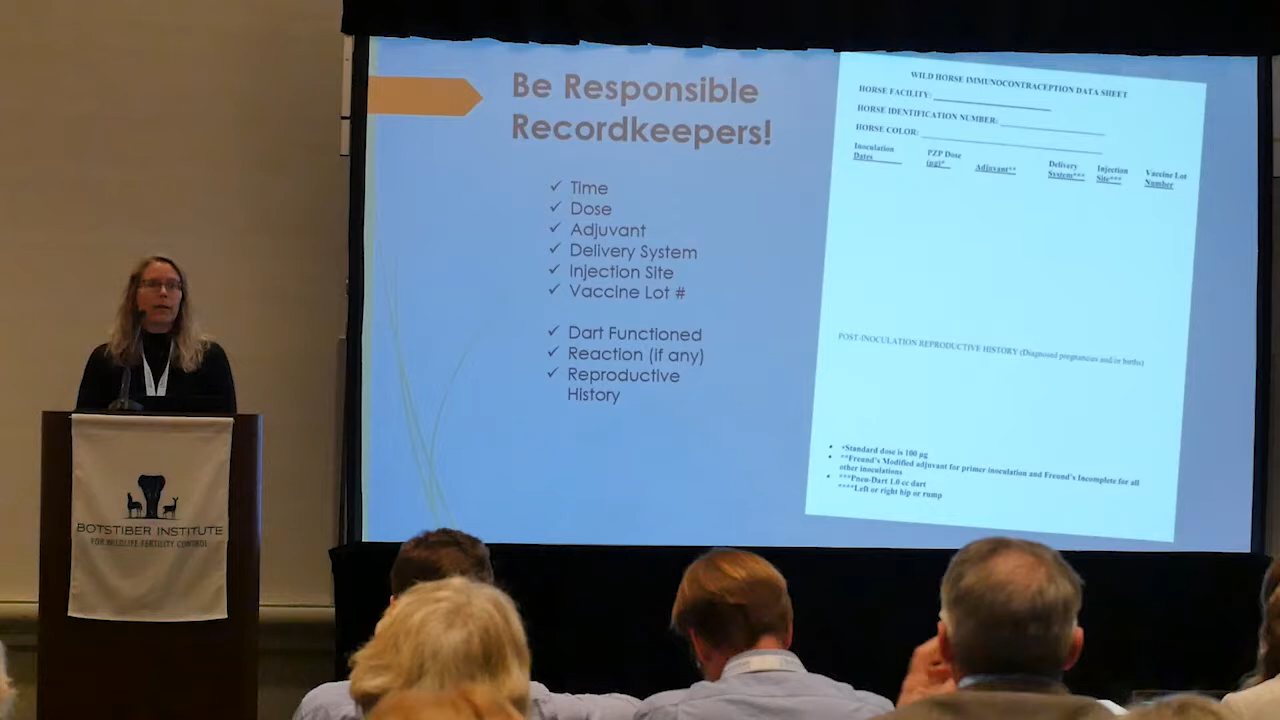 Be Responsible
Recordkeepers!
✓ Time
✓ Dose
✓ Adjuvant
✓ Delivery System
✓ Injection Site
✓ Vaccine Lot #
✓ Dart Functioned
✓ Reaction (if any)
✓ Reproductive
History
WILD HORSE IMMUNOCONTRACEPTION DATA SHEET
HORSE FACILITY:
HORSE IDENTIFICATION NUMBER:
HORSE COLOR:
Inoculation Dates
PZP Dose (µg)*
Adjuvant**
Delivery System***
Injection Site***
Vaccine Lot Number
POST-INOCULATION REPRODUCTIVE HISTORY (Diagnosed pregnancies and/or births)
• *Standard dose is 100 µg
• **Freund's Modified adjuvant for primer inoculation and Freund's Incomplete for all
other inoculations
• ***Pneu-Dart 1.0 cc dart
****Left or right hip or rump
BOTSTIBER INSTITUTE
FOR WILDLIFE FERTILITY CONTROL